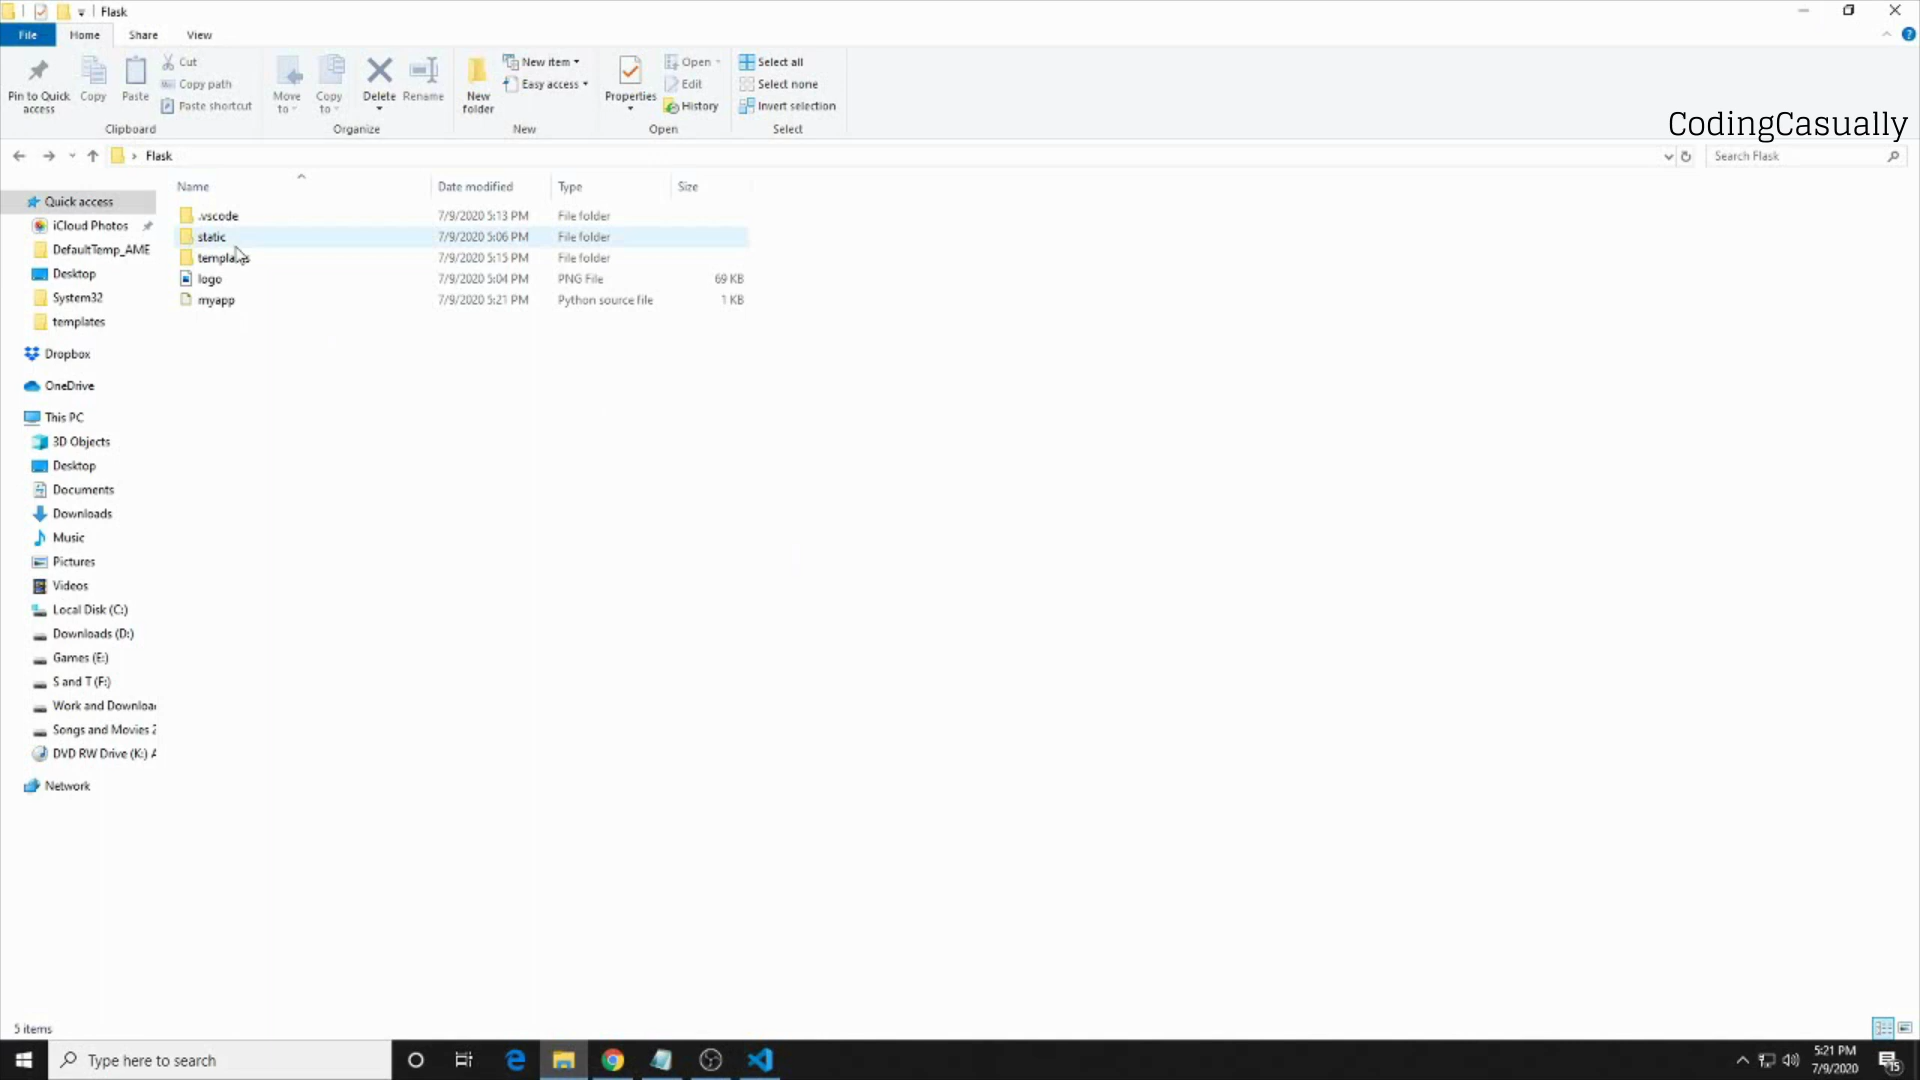 Flask
File Home Share View
Pin to Quick access
Copy
Paste
Cut
Copy path
Paste shortcut
Clipboard
Move to
Copy to
Delete
Rename
Organize
New folder
New item
Easy access
New
Properties
Open
Edit
History
Open
Select all
Select none
Invert selection
Select
CodingCasually
Flask
Search Flask
Name Date modified Type Size
.vscode 7/9/2020 5:13 PM File folder
static 7/9/2020 5:06 PM File folder
templates 7/9/2020 5:15 PM File folder
logo 7/9/2020 5:04 PM PNG File 69 KB
myapp 7/9/2020 5:21 PM Python source file 1 KB
Quick access
iCloud Photos
DefaultTemp_AME
Desktop
System32
templates
Dropbox
OneDrive
This PC
3D Objects
Desktop
Documents
Downloads
Music
Pictures
Videos
Local Disk (C:)
Downloads (D:)
Games (E:)
S and T (F:)
Work and Downloa
Songs and Movies 2
DVD RW Drive (K:) A
Network
5 items
Type here to search
5:21 PM
7/9/2020
15